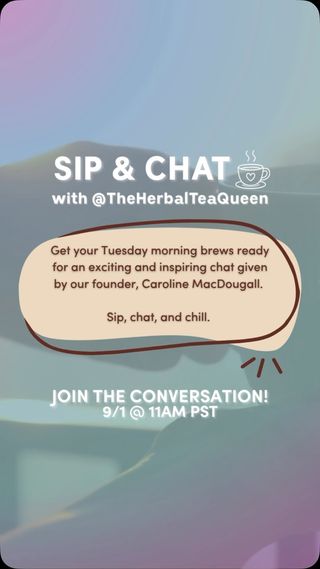 SIP & CHAT
with @TheHerbalTeaQueen
Get your Tuesday morning brews ready
for an exciting and inspiring chat given
by our founder, Caroline MacDougall.
Sip, chat, and chill.
JOIN THE CONVERSATION!
9/1 @ 11AM PST